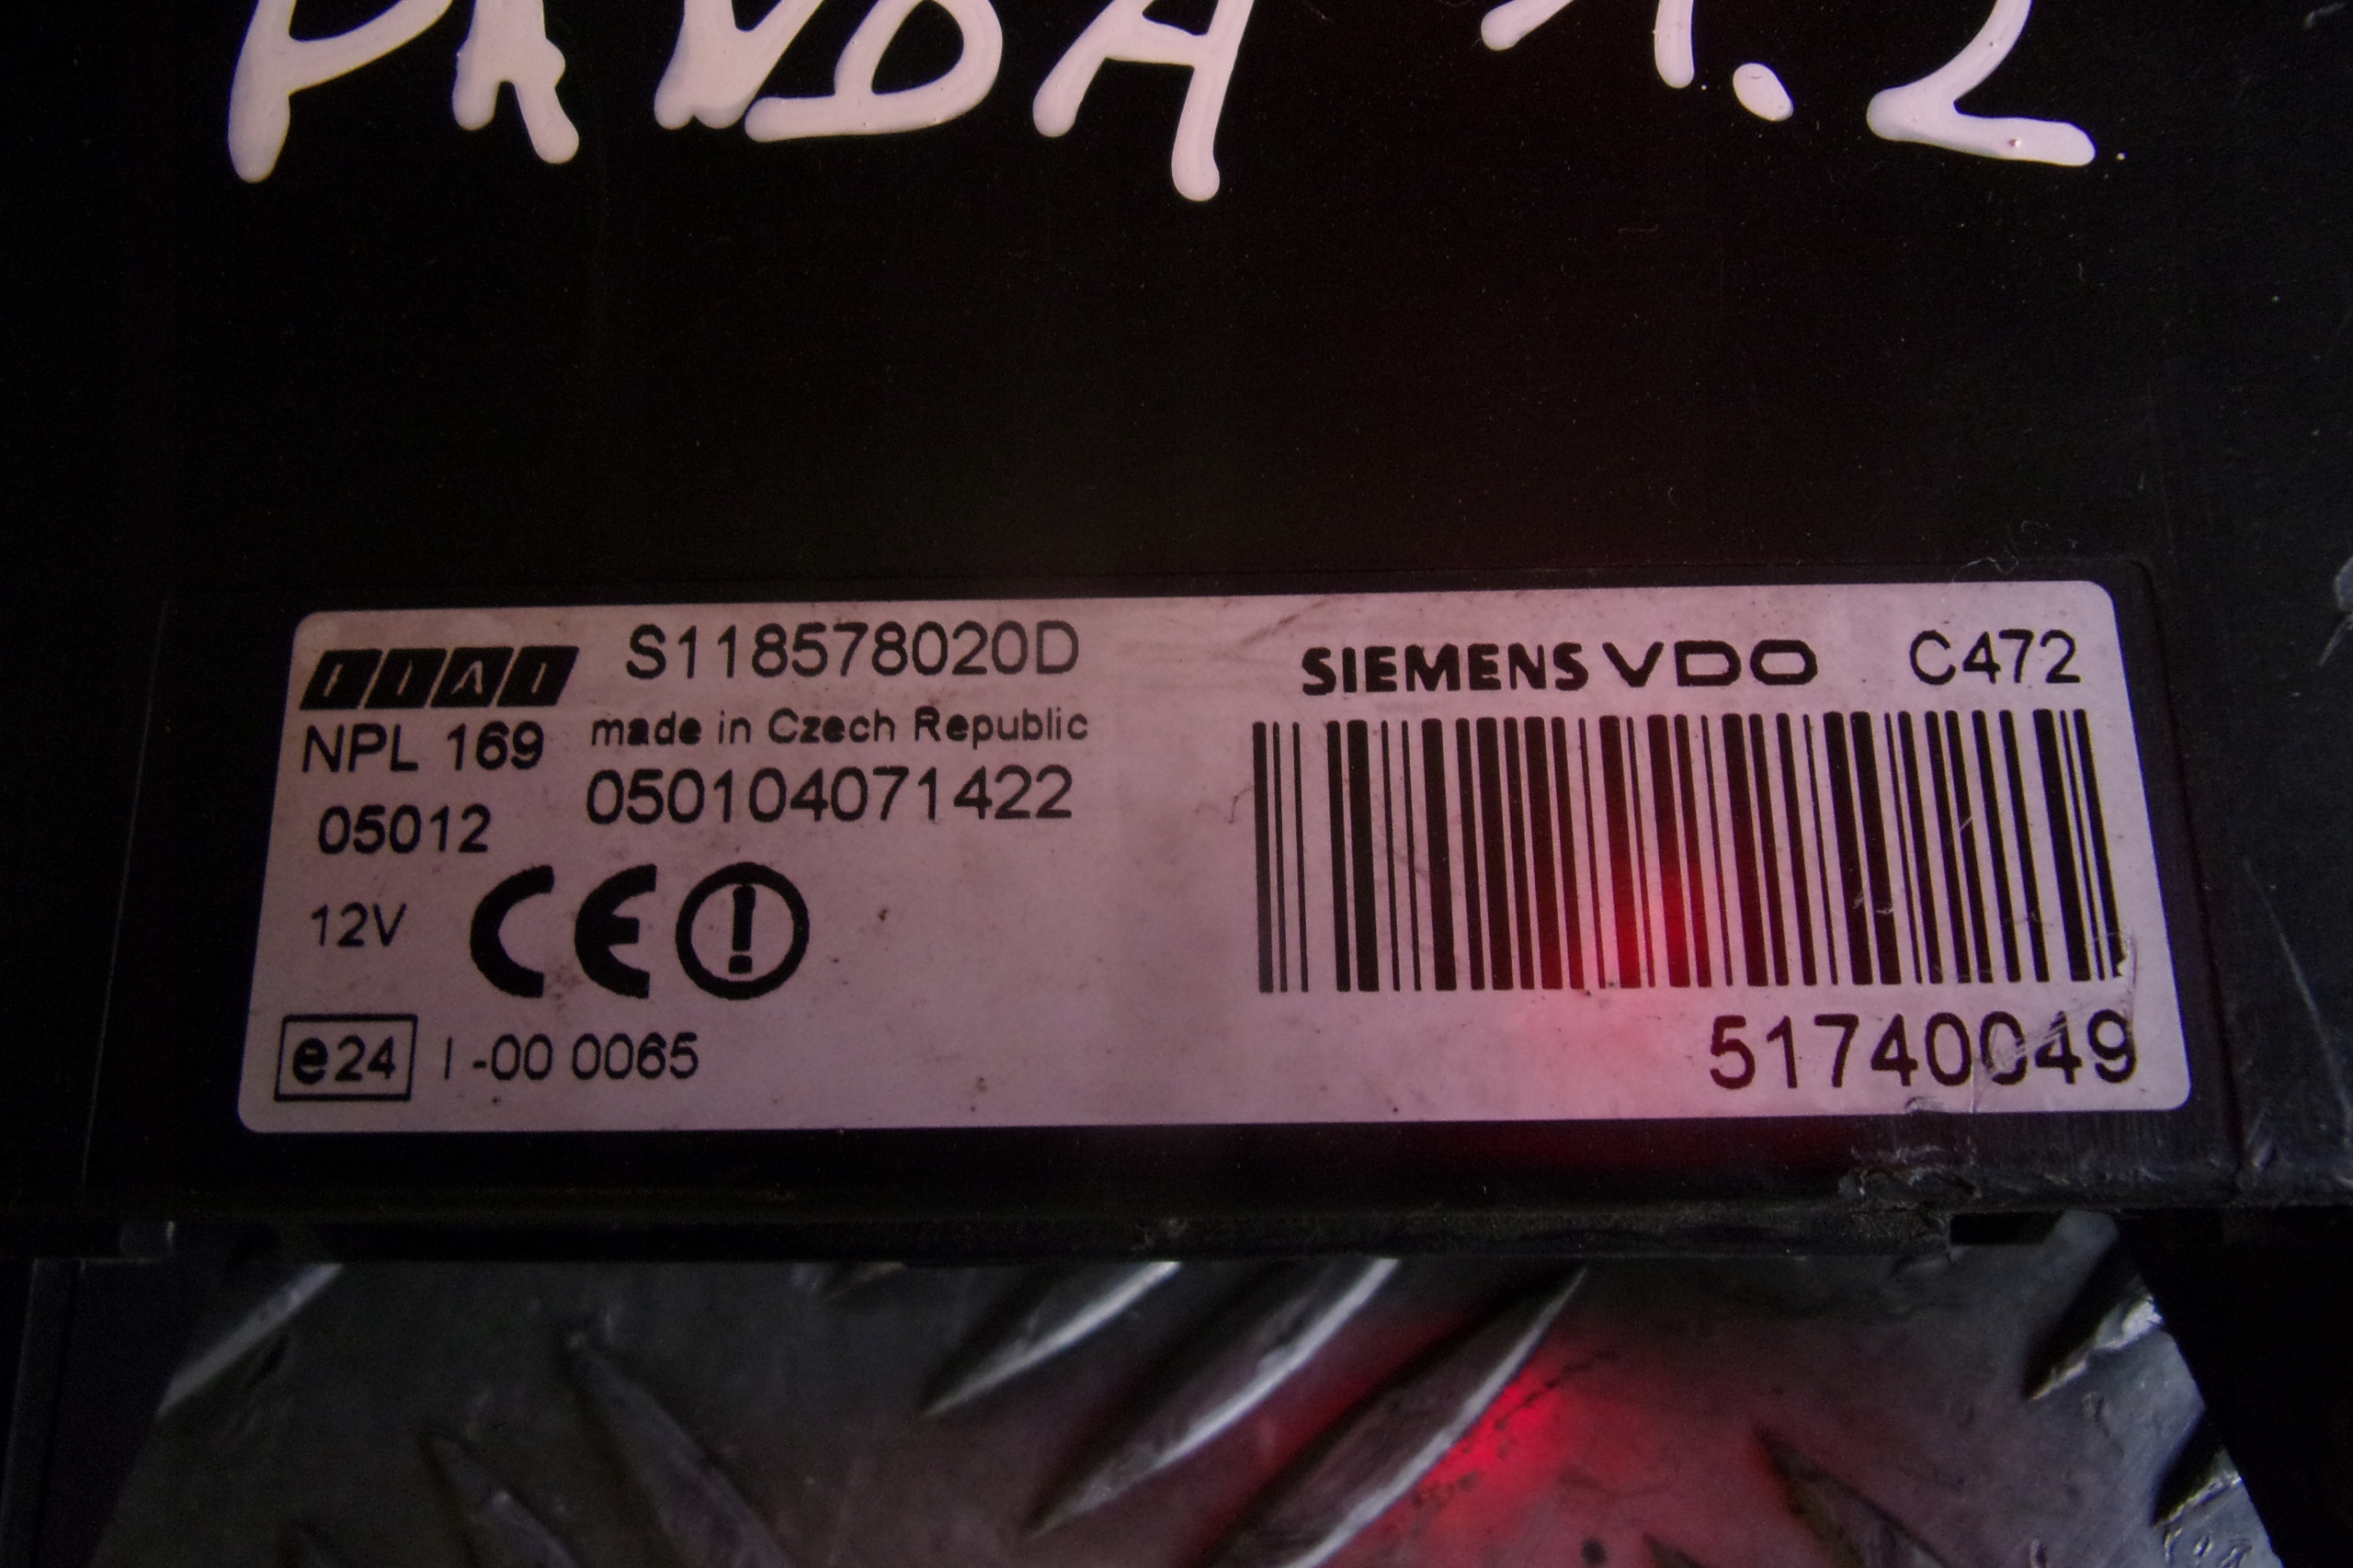 PANDA 1.2
FIAT S118578020D SIEMENS VDO C472
NPL 169 made in Czech Republic
05012 050104071422
12V CE
e24 I -00 0065 51740049